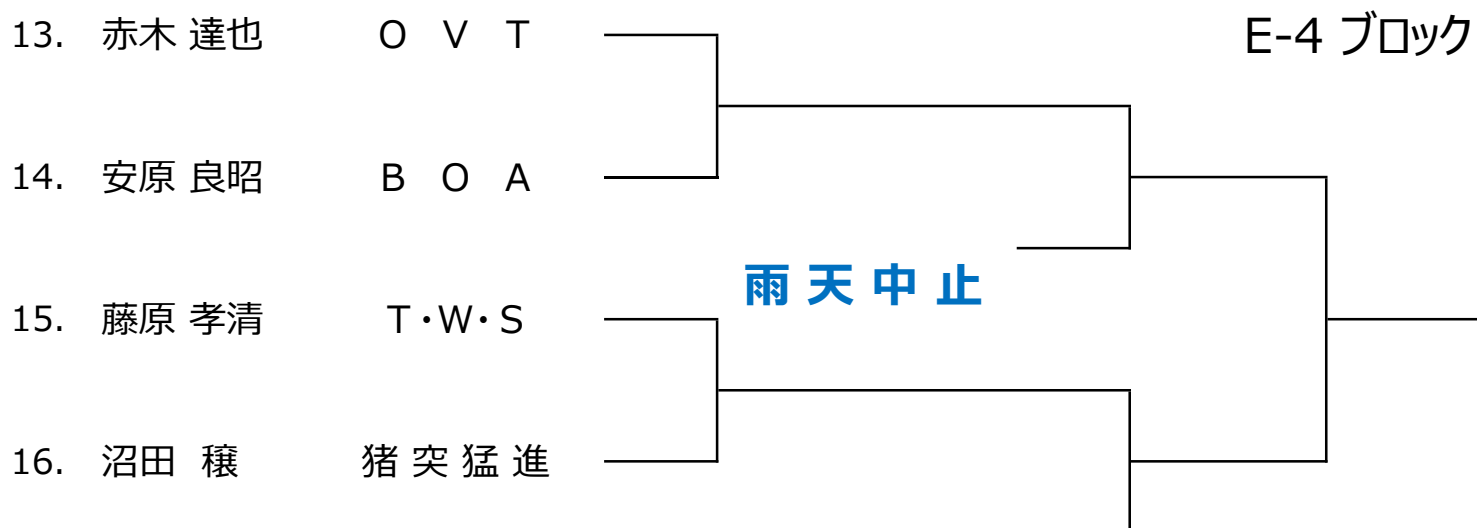 E-4 ブロック
13. 赤木 達也 O V T
14. 安原 良昭 B O A
雨 天 中 止
15. 藤原 孝清 T・W・S
16. 沼田 穣 猪 突 猛 進